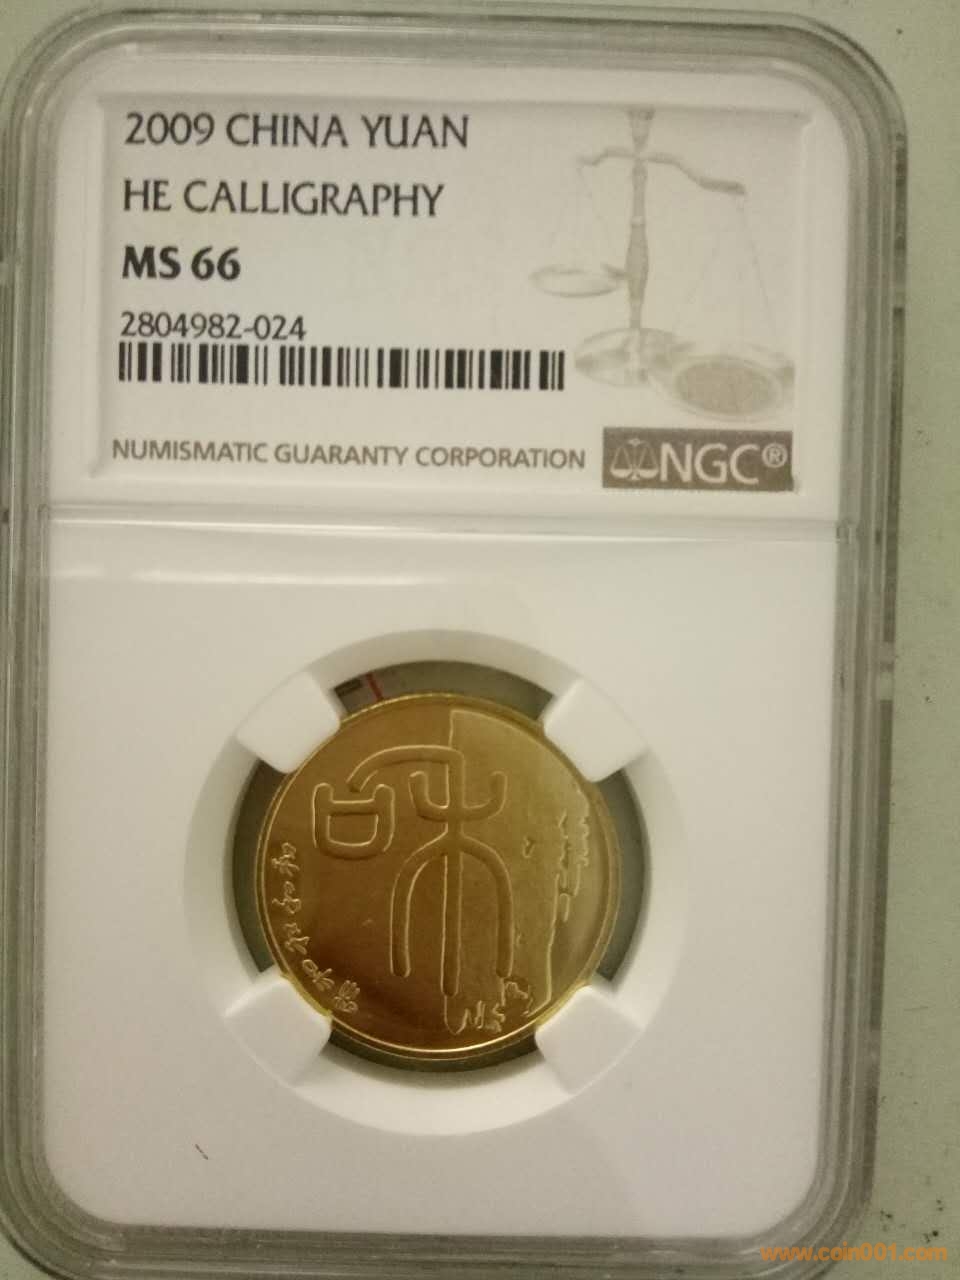 2009 CHINA YUAN
HE CALLIGRAPHY
MS 66
2804982-024
NUMISMATIC GUARANTY CORPORATION
NGC®
www.coin001.com